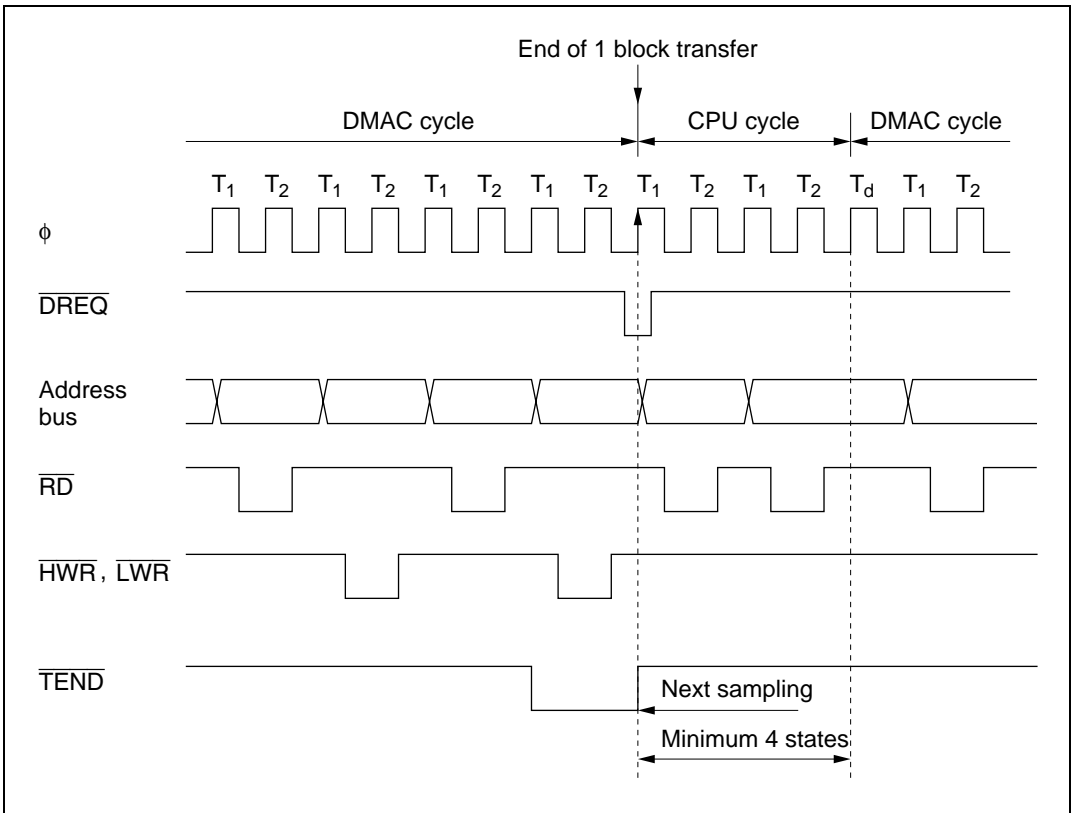 End of 1 block transfer
DMAC cycle CPU cycle DMAC cycle
T1 T2 T1 T2 T1 T2 T1 T2 T1 T2 T1 T2 Td T1 T2
φ
DREQ
Address
bus
RD
HWR, LWR
TEND
Next sampling
Minimum 4 states